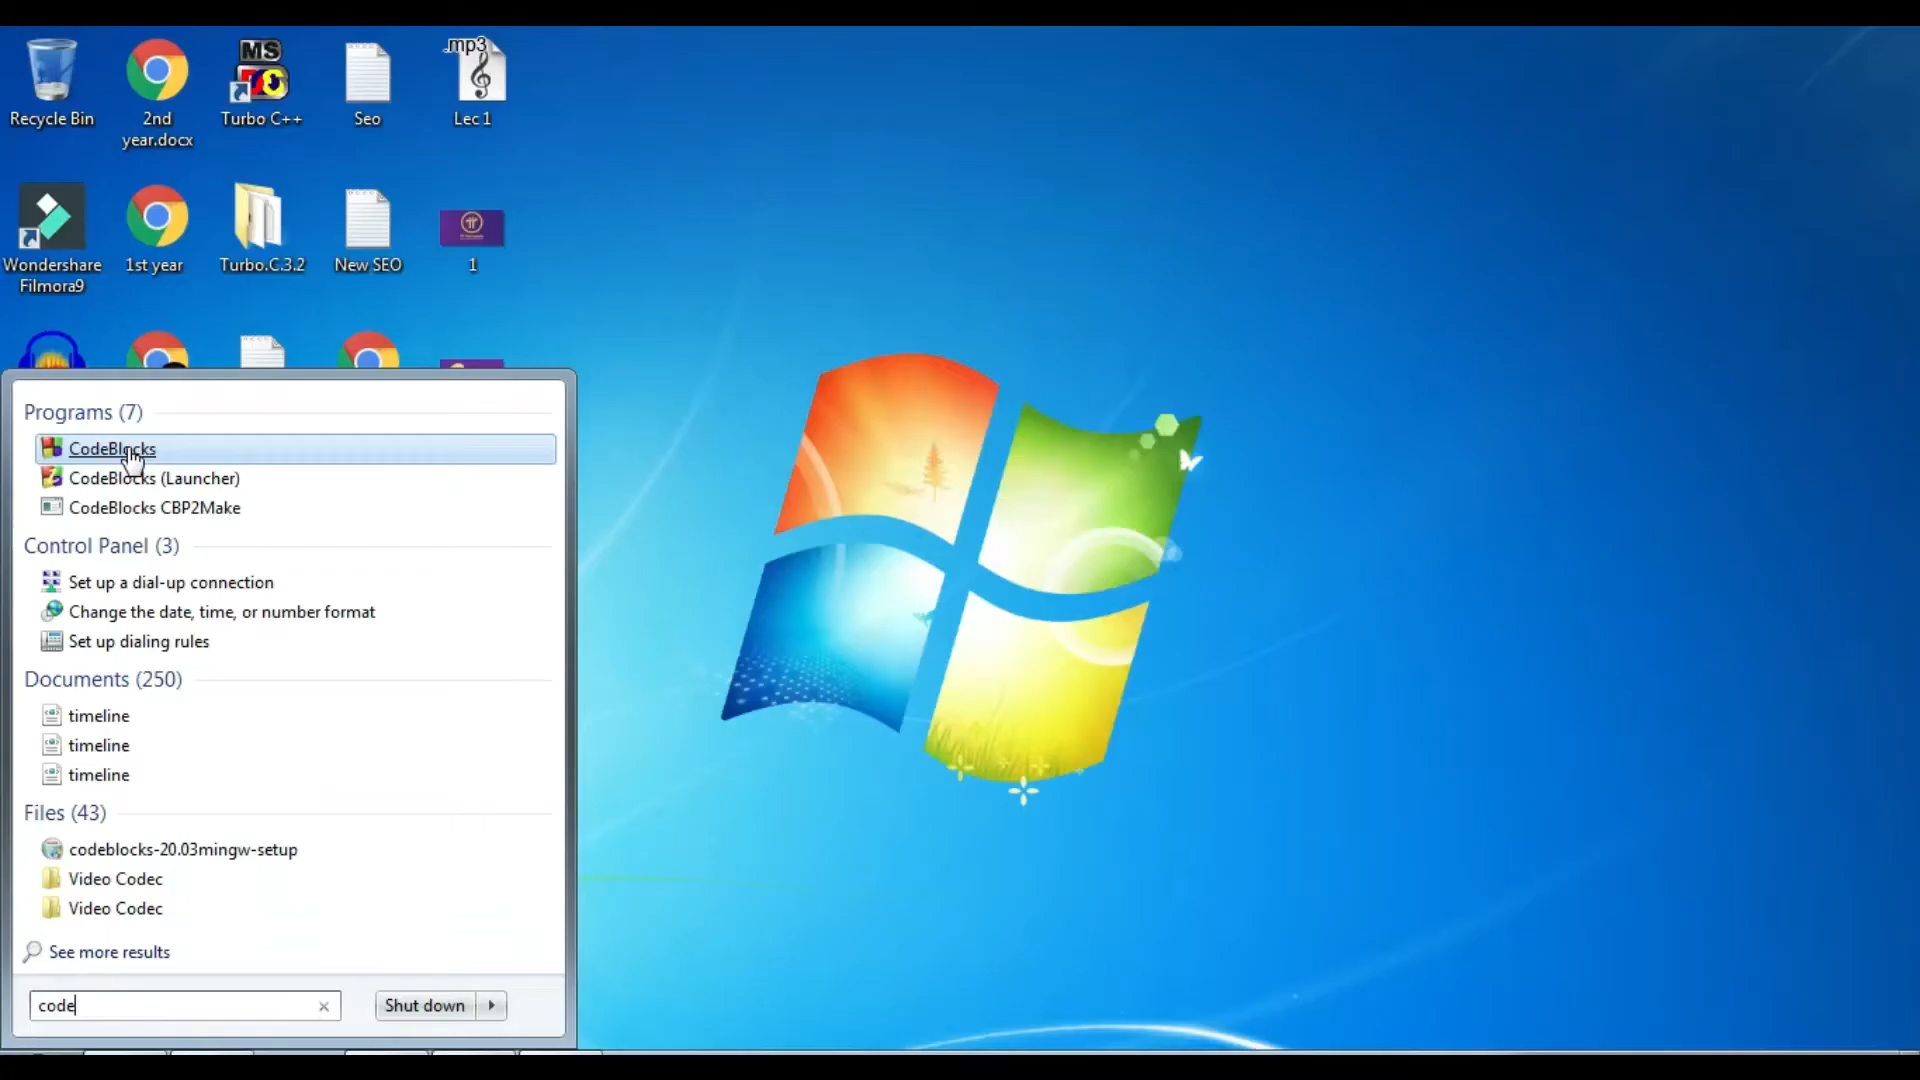 .mp3
MS
Recycle Bin
2nd
year.docx
Turbo C++
Seo
Lec 1
Wondershare
Filmora9
1st year
Turbo.C.3.2
New SEO
1
Programs (7)
CodeBlocks
CodeBlocks (Launcher)
CodeBlocks CBP2Make
Control Panel (3)
Set up a dial-up connection
Change the date, time, or number format
Set up dialing rules
Documents (250)
timeline
timeline
timeline
Files (43)
codeblocks-20.03mingw-setup
Video Codec
Video Codec
See more results
code
Shut down